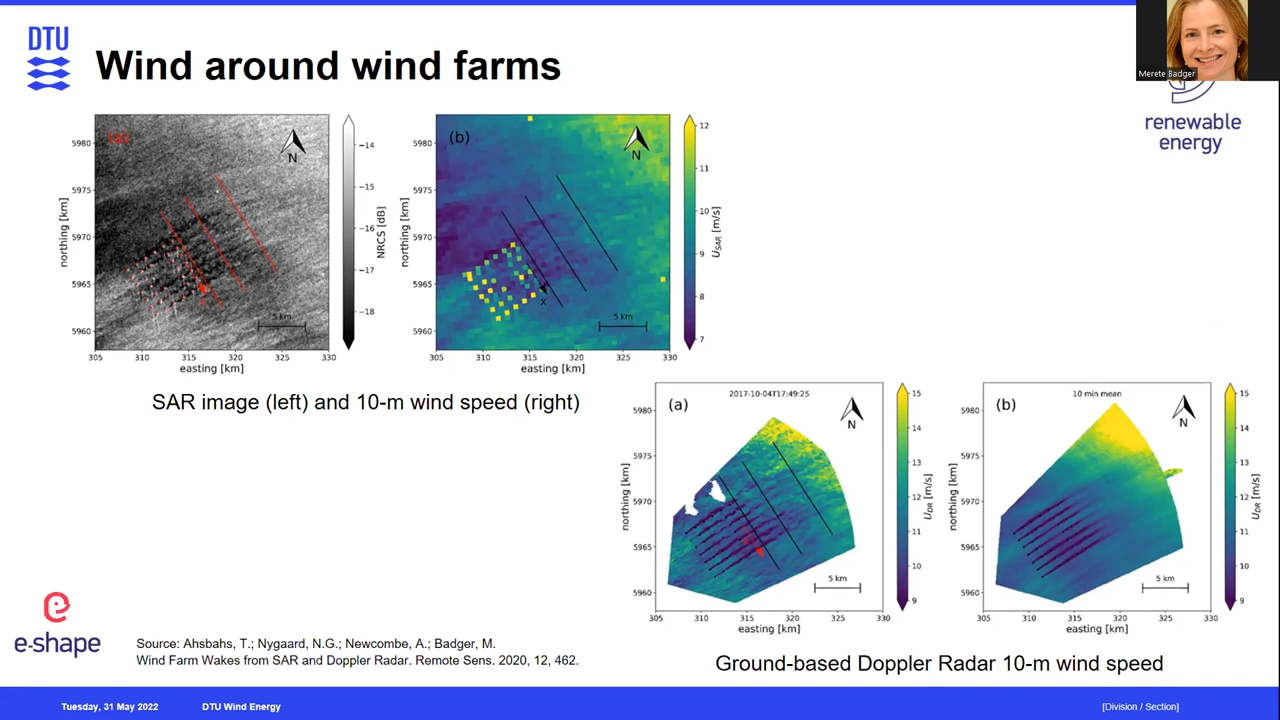 DTU
Wind around wind farms
Merete Badger
renewable
energy
(a)
N
5980
5975
5970
5965
5960
northing [km]
5 km
305
310
315
320
325
330
easting [km]
−14
−15
−16
−17
−18
NRCS [dB]
(b)
N
5980
5975
5970
5965
5960
northing [km]
x
5 km
305
310
315
320
325
330
easting [km]
12
11
10
9
8
7
USAR [m/s]
SAR image (left) and 10-m wind speed (right)
2017-10-04T17:49:25
(a)
N
5980
5975
5970
5965
5960
northing [km]
5 km
305
310
315
320
325
330
easting [km]
15
14
13
12
11
10
9
UDR [m/s]
10 min mean
(b)
N
5980
5975
5970
5965
5960
northing [km]
5 km
305
310
315
320
325
330
easting [km]
15
14
13
12
11
10
9
UDR [m/s]
Ground-based Doppler Radar 10-m wind speed
e-shape
Source: Ahsbahs, T.; Nygaard, N.G.; Newcombe, A.; Badger, M.
Wind Farm Wakes from SAR and Doppler Radar. Remote Sens. 2020, 12, 462.
Tuesday, 31 May 2022
DTU Wind Energy
[Division / Section]